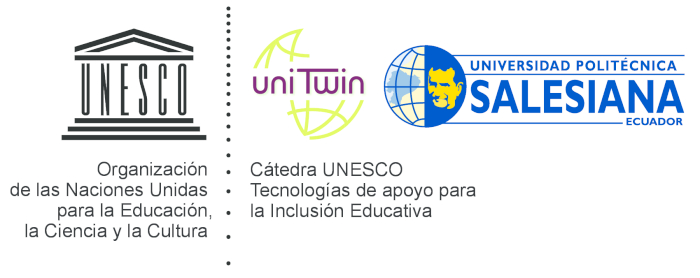 UNESCO
Organización
de las Naciones Unidas
para la Educación,
la Ciencia y la Cultura
uniTwin
UNIVERSIDAD POLITÉCNICA
SALESIANA
ECUADOR
Cátedra UNESCO
Tecnologías de apoyo para
la Inclusión Educativa